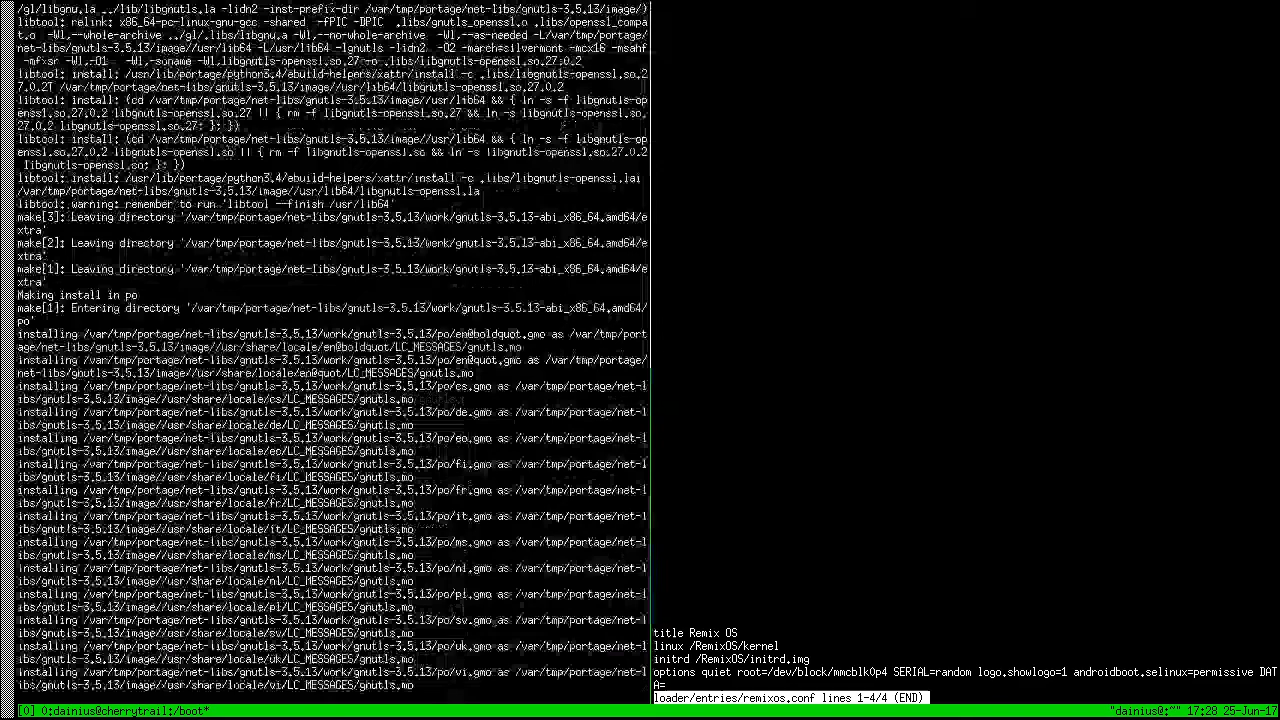 /gl/libgnu.la ../lib/libgnutls.la -lidn2 -inst-prefix-dir /var/tmp/portage/net-libs/gnutls-3.5.13/image/)
libtool: relink: x86_64-pc-linux-gnu-gcc -shared  -fPIC -DPIC  .libs/gnutls_openssl.o .libs/openssl_compa
t.o  -Wl,--whole-archive ../gl/.libs/libgnu.a -Wl,--no-whole-archive  -Wl,--as-needed -L/var/tmp/portage/
net-libs/gnutls-3.5.13/image//usr/lib64 -L/usr/lib64 -lgnutls -lidn2  -O2 -march=silvermont -mcx16 -msahf
 -mfxsr -Wl,-O1   -Wl,-soname -Wl,libgnutls-openssl.so.27 -o .libs/libgnutls-openssl.so.27.0.2
libtool: install: /usr/lib/portage/python3.4/ebuild-helpers/xattr/install -c .libs/libgnutls-openssl.so.2
7.0.2T /var/tmp/portage/net-libs/gnutls-3.5.13/image//usr/lib64/libgnutls-openssl.so.27.0.2
libtool: install: (cd /var/tmp/portage/net-libs/gnutls-3.5.13/image//usr/lib64 && { ln -s -f libgnutls-op
enssl.so.27.0.2 libgnutls-openssl.so.27 || { rm -f libgnutls-openssl.so.27 && ln -s libgnutls-openssl.so.
27.0.2 libgnutls-openssl.so.27; }; })
libtool: install: (cd /var/tmp/portage/net-libs/gnutls-3.5.13/image//usr/lib64 && { ln -s -f libgnutls-op
enssl.so.27.0.2 libgnutls-openssl.so || { rm -f libgnutls-openssl.so && ln -s libgnutls-openssl.so.27.0.2
 libgnutls-openssl.so; }; })
libtool: install: /usr/lib/portage/python3.4/ebuild-helpers/xattr/install -c .libs/libgnutls-openssl.lai
/var/tmp/portage/net-libs/gnutls-3.5.13/image//usr/lib64/libgnutls-openssl.la
libtool: warning: remember to run 'libtool --finish /usr/lib64'
make[3]: Leaving directory '/var/tmp/portage/net-libs/gnutls-3.5.13/work/gnutls-3.5.13-abi_x86_64.amd64/e
xtra'
make[2]: Leaving directory '/var/tmp/portage/net-libs/gnutls-3.5.13/work/gnutls-3.5.13-abi_x86_64.amd64/e
xtra'
make[1]: Leaving directory '/var/tmp/portage/net-libs/gnutls-3.5.13/work/gnutls-3.5.13-abi_x86_64.amd64/e
xtra'
Making install in po
make[1]: Entering directory '/var/tmp/portage/net-libs/gnutls-3.5.13/work/gnutls-3.5.13-abi_x86_64.amd64/
po'
installing /var/tmp/portage/net-libs/gnutls-3.5.13/work/gnutls-3.5.13/po/en@boldquot.gmo as /var/tmp/port
age/net-libs/gnutls-3.5.13/image//usr/share/locale/en@boldquot/LC_MESSAGES/gnutls.mo
installing /var/tmp/portage/net-libs/gnutls-3.5.13/work/gnutls-3.5.13/po/en@quot.gmo as /var/tmp/portage/
net-libs/gnutls-3.5.13/image//usr/share/locale/en@quot/LC_MESSAGES/gnutls.mo
installing /var/tmp/portage/net-libs/gnutls-3.5.13/work/gnutls-3.5.13/po/cs.gmo as /var/tmp/portage/net-l
ibs/gnutls-3.5.13/image//usr/share/locale/cs/LC_MESSAGES/gnutls.mo
installing /var/tmp/portage/net-libs/gnutls-3.5.13/work/gnutls-3.5.13/po/de.gmo as /var/tmp/portage/net-l
ibs/gnutls-3.5.13/image//usr/share/locale/de/LC_MESSAGES/gnutls.mo
installing /var/tmp/portage/net-libs/gnutls-3.5.13/work/gnutls-3.5.13/po/eo.gmo as /var/tmp/portage/net-l
ibs/gnutls-3.5.13/image//usr/share/locale/eo/LC_MESSAGES/gnutls.mo
installing /var/tmp/portage/net-libs/gnutls-3.5.13/work/gnutls-3.5.13/po/fi.gmo as /var/tmp/portage/net-l
ibs/gnutls-3.5.13/image//usr/share/locale/fi/LC_MESSAGES/gnutls.mo
installing /var/tmp/portage/net-libs/gnutls-3.5.13/work/gnutls-3.5.13/po/fr.gmo as /var/tmp/portage/net-l
ibs/gnutls-3.5.13/image//usr/share/locale/fr/LC_MESSAGES/gnutls.mo
installing /var/tmp/portage/net-libs/gnutls-3.5.13/work/gnutls-3.5.13/po/it.gmo as /var/tmp/portage/net-l
ibs/gnutls-3.5.13/image//usr/share/locale/it/LC_MESSAGES/gnutls.mo
installing /var/tmp/portage/net-libs/gnutls-3.5.13/work/gnutls-3.5.13/po/ms.gmo as /var/tmp/portage/net-l
ibs/gnutls-3.5.13/image//usr/share/locale/ms/LC_MESSAGES/gnutls.mo
installing /var/tmp/portage/net-libs/gnutls-3.5.13/work/gnutls-3.5.13/po/nl.gmo as /var/tmp/portage/net-l
ibs/gnutls-3.5.13/image//usr/share/locale/nl/LC_MESSAGES/gnutls.mo
installing /var/tmp/portage/net-libs/gnutls-3.5.13/work/gnutls-3.5.13/po/pl.gmo as /var/tmp/portage/net-l
ibs/gnutls-3.5.13/image//usr/share/locale/pl/LC_MESSAGES/gnutls.mo
installing /var/tmp/portage/net-libs/gnutls-3.5.13/work/gnutls-3.5.13/po/sv.gmo as /var/tmp/portage/net-l
ibs/gnutls-3.5.13/image//usr/share/locale/sv/LC_MESSAGES/gnutls.mo
installing /var/tmp/portage/net-libs/gnutls-3.5.13/work/gnutls-3.5.13/po/uk.gmo as /var/tmp/portage/net-l
ibs/gnutls-3.5.13/image//usr/share/locale/uk/LC_MESSAGES/gnutls.mo
installing /var/tmp/portage/net-libs/gnutls-3.5.13/work/gnutls-3.5.13/po/vi.gmo as /var/tmp/portage/net-l
ibs/gnutls-3.5.13/image//usr/share/locale/vi/LC_MESSAGES/gnutls.mo
title Remix OS
linux /RemixOS/kernel
initrd /RemixOS/initrd.img
options quiet root=/dev/block/mmcblk0p4 SERIAL=random logo.showlogo=1 androidboot.selinux=permissive DAT
A=
loader/entries/remixos.conf lines 1-4/4 (END)
[0] 0:dainius@cherrytrail:/boot* "dainius@:~" 17:28 25-Jun-17